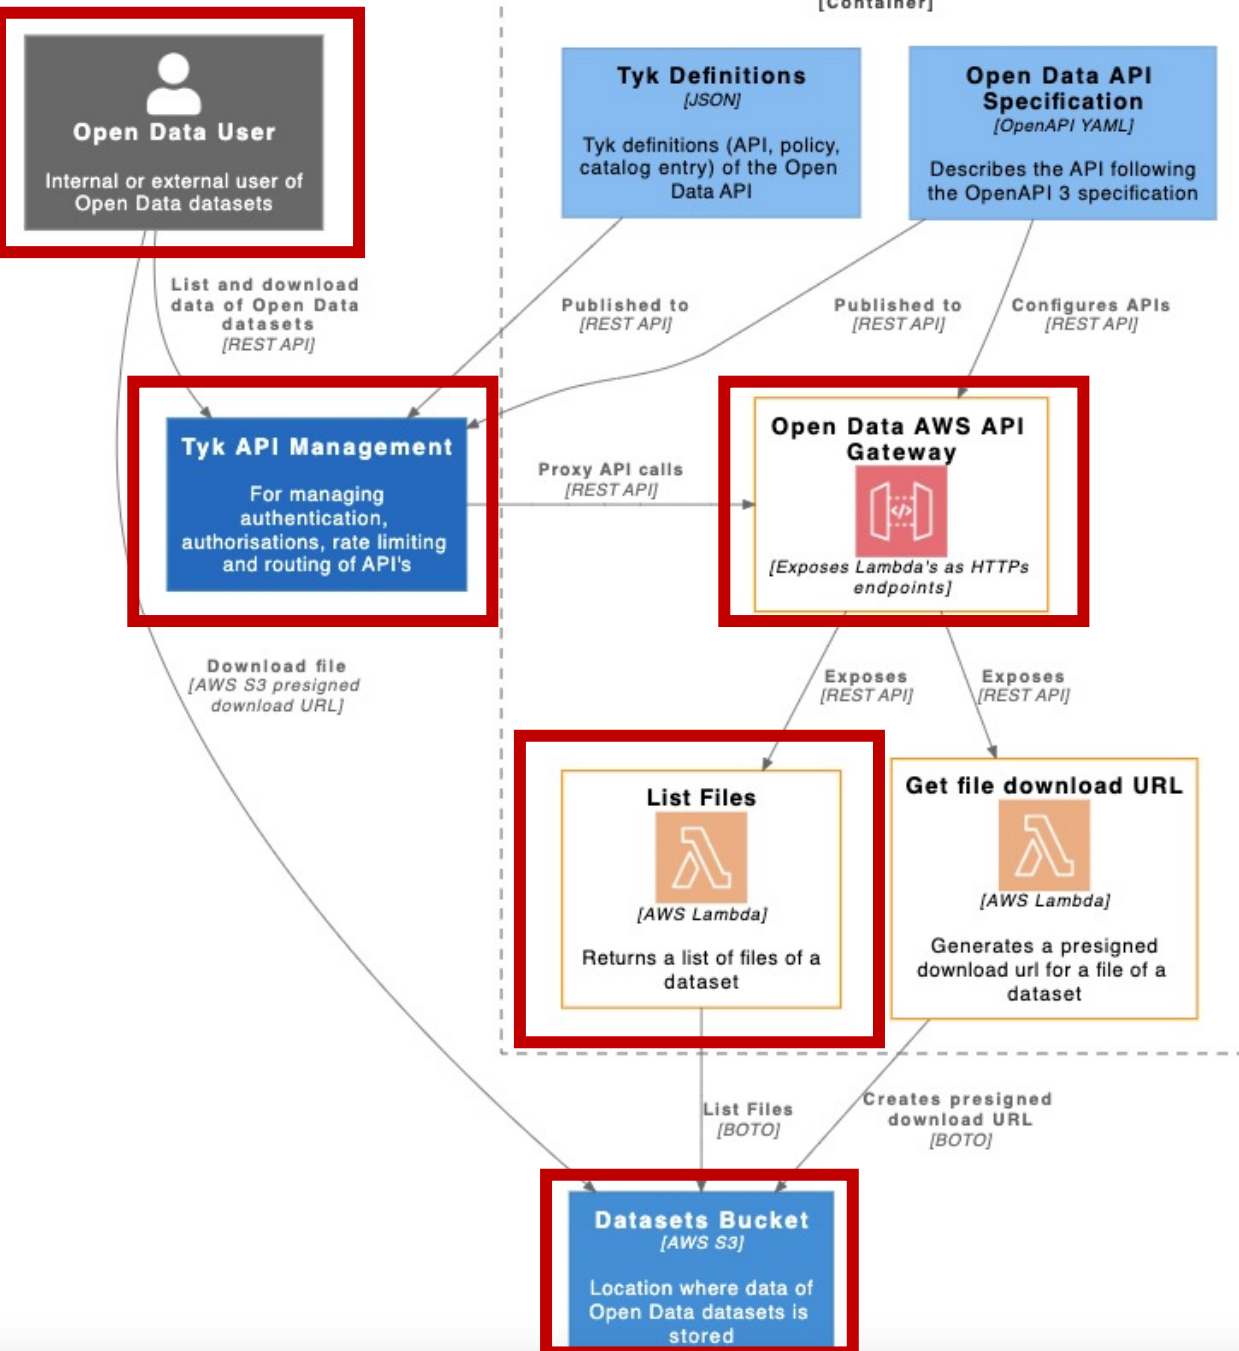 [Container]
Open Data User
Internal or external user of
Open Data datasets
Tyk Definitions
[JSON]
Tyk definitions (API, policy,
catalog entry) of the Open
Data API
Open Data API
Specification
[OpenAPI YAML]
Describes the API following
the OpenAPI 3 specification
List and download
data of Open Data
datasets
[REST API]
Published to
[REST API]
Published to
[REST API]
Configures APIs
[REST API]
Tyk API Management
For managing
authentication,
authorisations, rate limiting
and routing of API's
Proxy API calls
[REST API]
Open Data AWS API
Gateway
</>
[Exposes Lambda's as HTTPs
endpoints]
Download file
[AWS S3 presigned
download URL]
Exposes
[REST API]
Exposes
[REST API]
List Files
[AWS Lambda]
Returns a list of files of a
dataset
Get file download URL
[AWS Lambda]
Generates a presigned
download url for a file of a
dataset
List Files
[BOTO]
Creates presigned
download URL
[BOTO]
Datasets Bucket
[AWS S3]
Location where data of
Open Data datasets is
stored